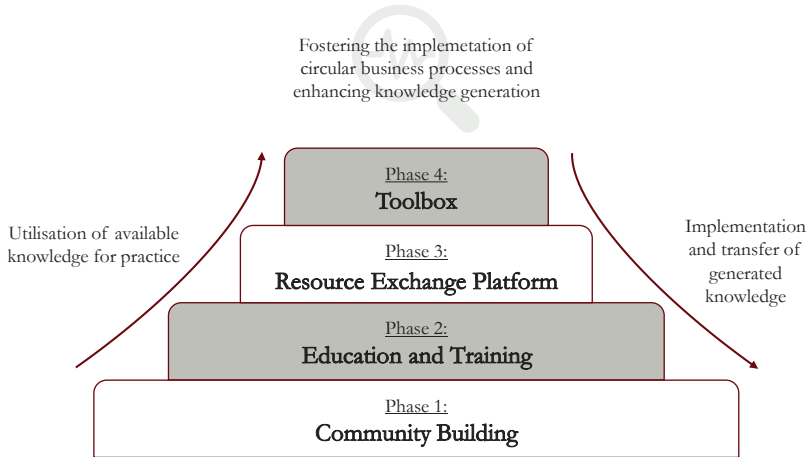 Fostering the implemetation of
circular business processes and
enhancing knowledge generation
Phase 4:
Toolbox
Utilisation of available
knowledge for practice
Phase 3:
Resource Exchange Platform
Implementation
and transfer of
generated
knowledge
Phase 2:
Education and Training
Phase 1:
Community Building